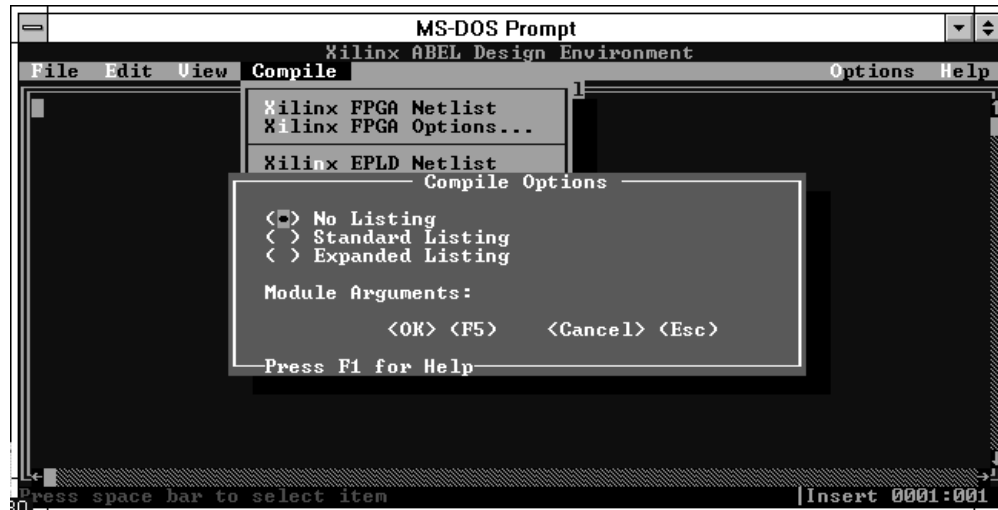 MS-DOS Prompt
Xilinx ABEL Design Environment
File Edit View Compile Options Help
Xilinx FPGA Netlist
Xilinx FPGA Options...
Xilinx EPLD Netlist
Compile Options
(•) No Listing
( ) Standard Listing
( ) Expanded Listing
Module Arguments:
<OK> (F5) <Cancel> (Esc)
Press F1 for Help
Press space bar to select item |Insert 0001:001